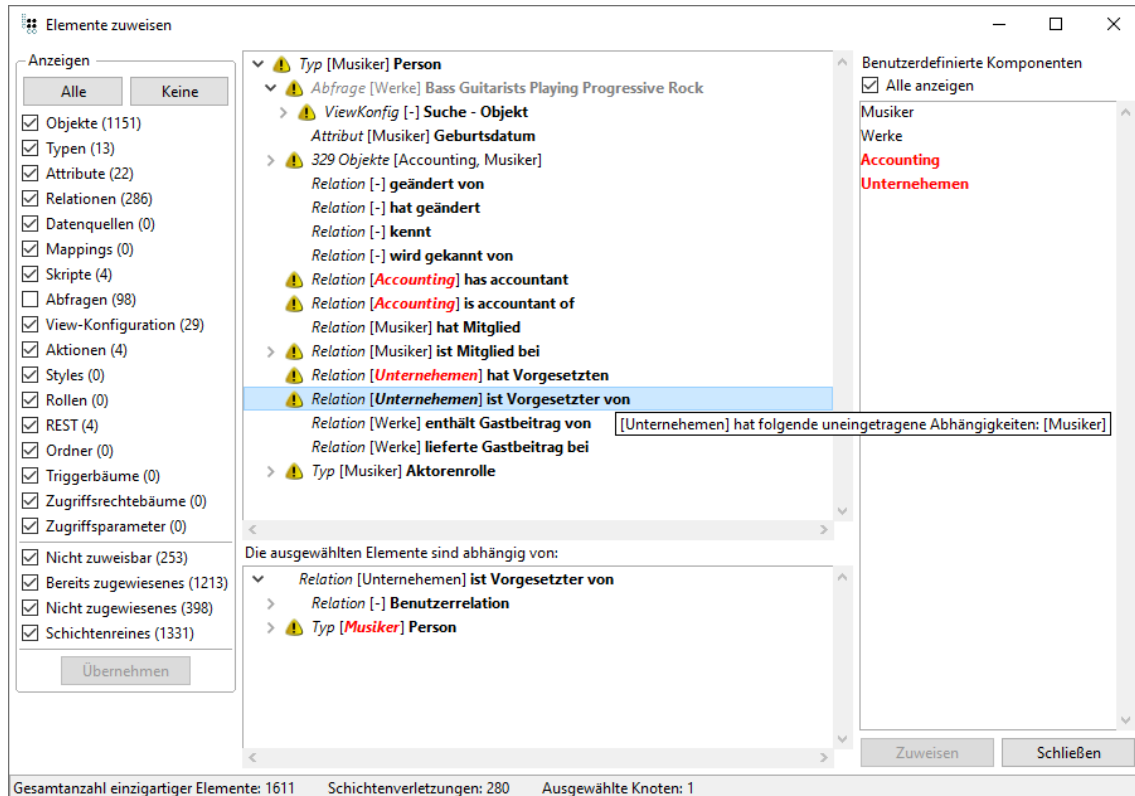 Elemente zuweisen
Anzeigen
Alle Keine
Objekte (1151)
Typen (13)
Attribute (22)
Relationen (286)
Datenquellen (0)
Mappings (0)
Skripte (4)
Abfragen (98)
View-Konfiguration (29)
Aktionen (4)
Styles (0)
Rollen (0)
REST (4)
Ordner (0)
Triggerbäume (0)
Zugriffsrechtebäume (0)
Zugriffsparameter (0)
Nicht zuweisbar (253)
Bereits zugewiesenes (1213)
Nicht zugewiesenes (398)
Schichtenreines (1331)
Übernehmen
Typ [Musiker] Person
Abfrage [Werke] Bass Guitarists Playing Progressive Rock
ViewKonfig [-] Suche - Objekt
Attribut [Musiker] Geburtsdatum
329 Objekte [Accounting, Musiker]
Relation [-] geändert von
Relation [-] hat geändert
Relation [-] kennt
Relation [-] wird gekannt von
Relation [Accounting] has accountant
Relation [Accounting] is accountant of
Relation [Musiker] hat Mitglied
Relation [Musiker] ist Mitglied bei
Relation [Unternehemen] hat Vorgesetzten
Relation [Unternehemen] ist Vorgesetzter von
Relation [Werke] enthält Gastbeitrag von
[Unternehemen] hat folgende uneingetragene Abhängigkeiten: [Musiker]
Relation [Werke] lieferte Gastbeitrag bei
Typ [Musiker] Aktorenrolle
Die ausgewählten Elemente sind abhängig von:
Relation [Unternehemen] ist Vorgesetzter von
Relation [-] Benutzerrelation
Typ [Musiker] Person
Benutzerdefinierte Komponenten
Alle anzeigen
Musiker
Werke
Accounting
Unternehemen
Zuweisen Schließen
Gesamtanzahl einzigartiger Elemente: 1611 Schichtenverletzungen: 280 Ausgewählte Knoten: 1